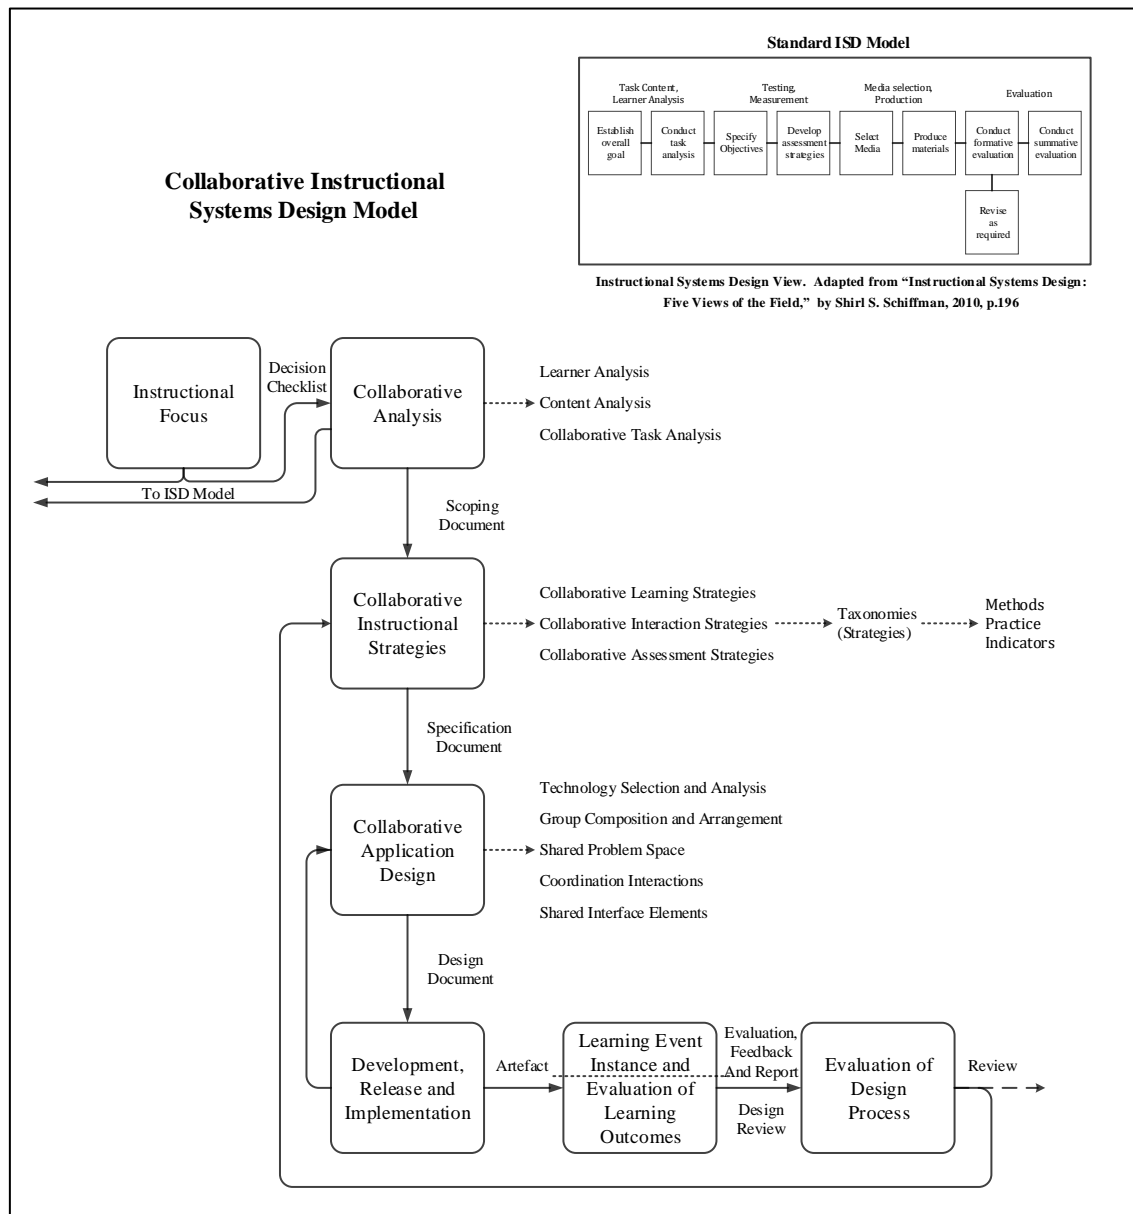 Standard ISD Model
Task Content,
Learner Analysis
Testing,
Measurement
Media selection,
Production
Evaluation
Establish
overall
goal
Conduct
task
analysis
Specify
Objectives
Develop
assessment
strategies
Select
Media
Produce
materials
Conduct
formative
evaluation
Conduct
summative
evaluation
Revise
as
required
Instructional Systems Design View. Adapted from “Instructional Systems Design:
Five Views of the Field,” by Shirl S. Schiffman, 2010, p.196
Collaborative Instructional
Systems Design Model
Instructional
Focus
Decision
Checklist
Collaborative
Analysis
Learner Analysis
Content Analysis
Collaborative Task Analysis
To ISD Model
Scoping
Document
Collaborative
Instructional
Strategies
Collaborative Learning Strategies
Collaborative Interaction Strategies
Collaborative Assessment Strategies
Taxonomies
(Strategies)
Methods
Practice
Indicators
Specification
Document
Collaborative
Application
Design
Technology Selection and Analysis
Group Composition and Arrangement
Shared Problem Space
Coordination Interactions
Shared Interface Elements
Design
Document
Development,
Release and
Implementation
Artefact
Learning Event
Instance and
Evaluation of
Learning
Outcomes
Evaluation,
Feedback
And Report
Design
Review
Evaluation of
Design
Process
Review